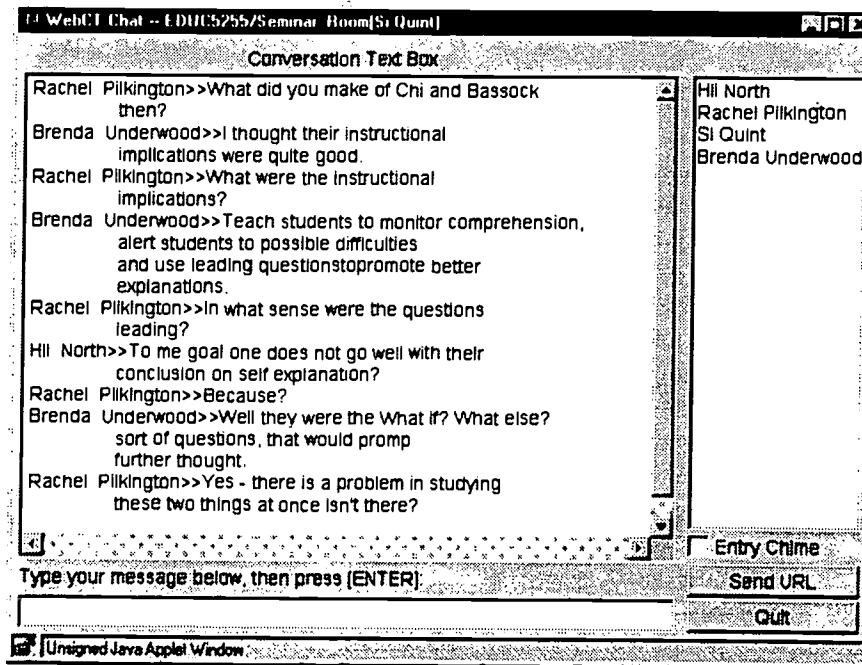 WebCT Chat -- EDUC5255/Seminar Room[Si Quint]
Conversation Text Box
Rachel Pilkington>>What did you make of Chi and Bassock
then?
Brenda Underwood>>I thought their instructional
implications were quite good.
Rachel Pilkington>>What were the instructional
implications?
Brenda Underwood>>Teach students to monitor comprehension,
alert students to possible difficulties
and use leading questionstopromote better
explanations.
Rachel Pilkington>>In what sense were the questions
leading?
Hil North>>To me goal one does not go well with their
conclusion on self explanation?
Rachel Pilkington>>Because?
Brenda Underwood>>Well they were the What if? What else?
sort of questions, that would promp
further thought.
Rachel Pilkington>>Yes - there is a problem in studying
these two things at once isn't there?
Hil North
Rachel Pilkington
Si Quint
Brenda Underwood
Entry Chime
Type your message below, then press [ENTER]:
Send URL
Quit
Unsigned Java Applet Window